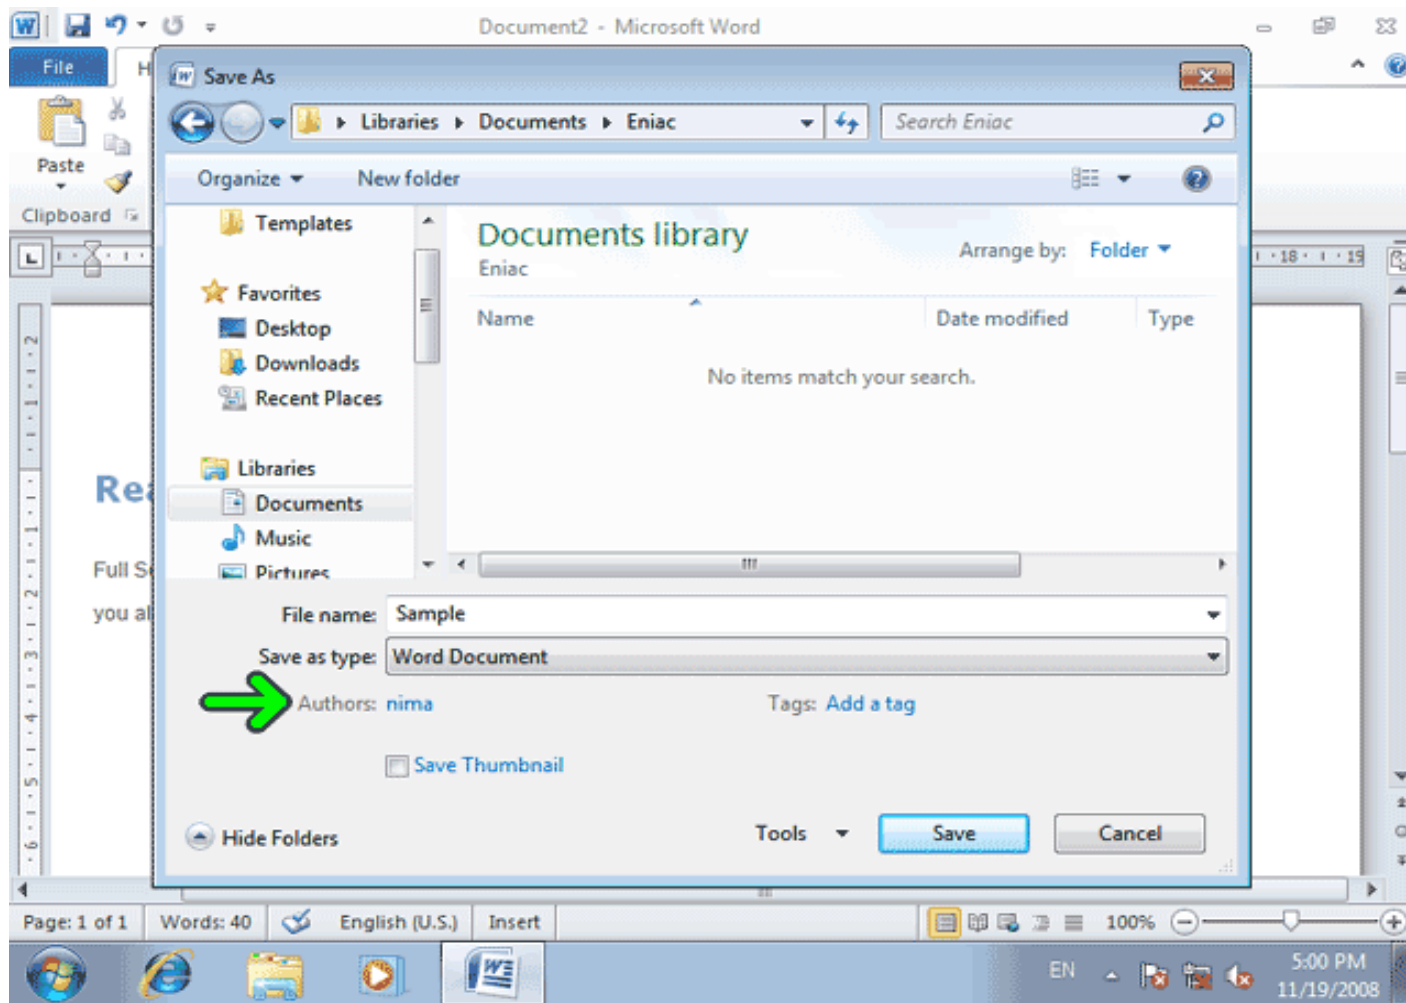 Document2 - Microsoft Word
File
Save As
Libraries Documents Eniac
Search Eniac
Paste
Organize
New folder
Clipboard
Templates
Documents library
Eniac
Arrange by: Folder
Favorites
Desktop
Downloads
Recent Places
Name
Date modified
Type
No items match your search.
Libraries
Documents
Music
Pictures
Full
you
File name: Sample
Save as type: Word Document
Authors: nima
Tags: Add a tag
Save Thumbnail
Hide Folders
Tools
Save
Cancel
Page: 1 of 1
Words: 40
English (U.S.)
Insert
100%
EN
5:00 PM
11/19/2008